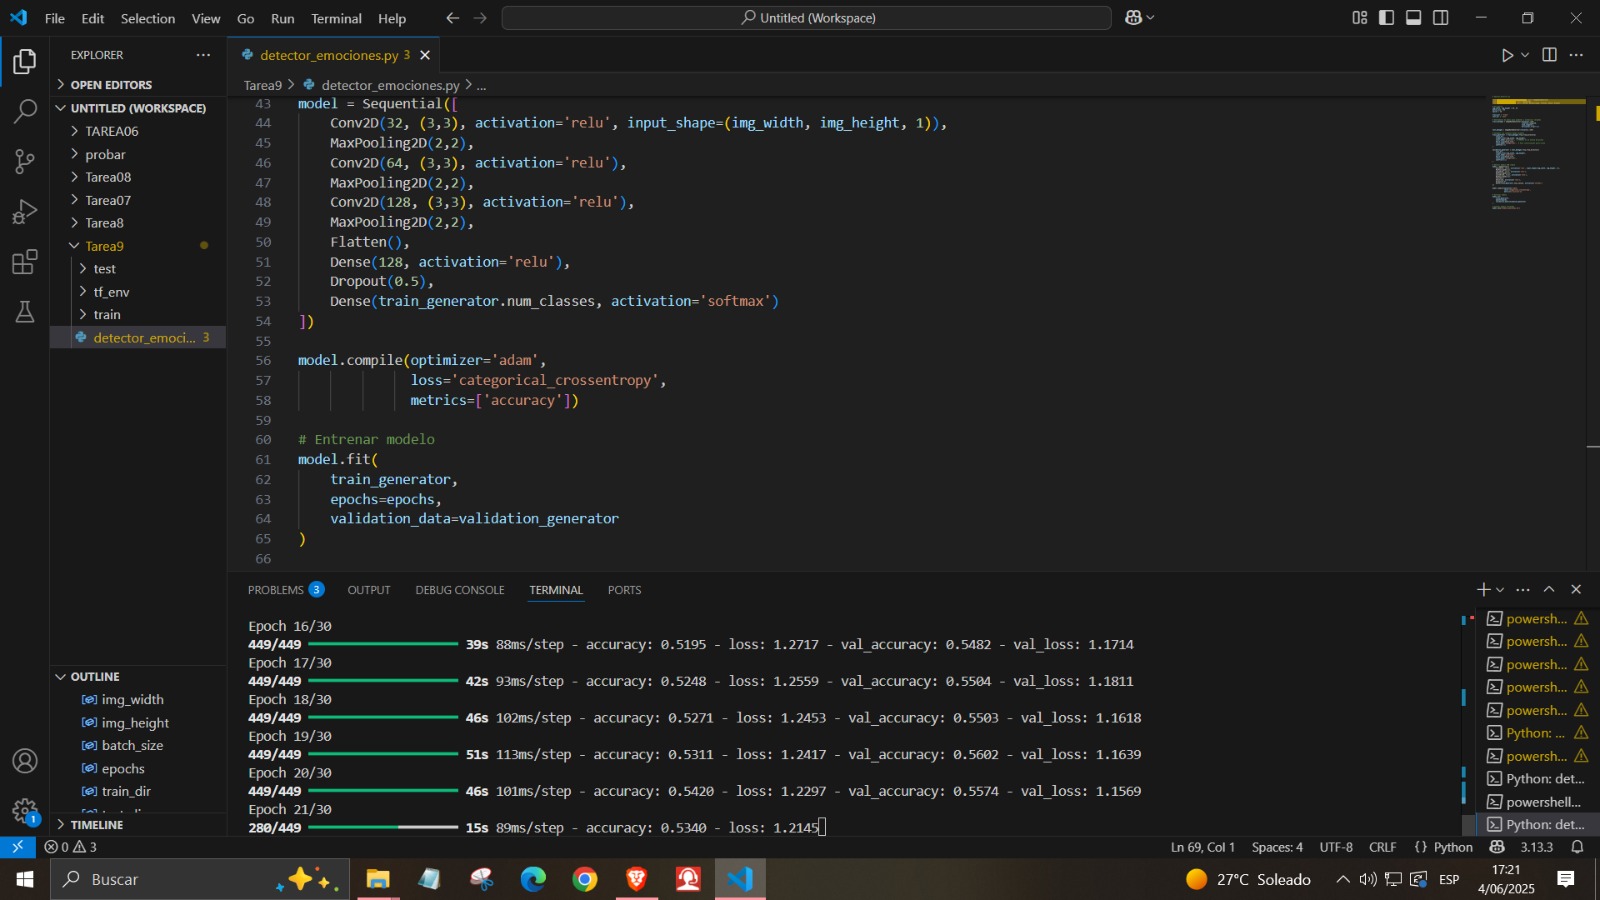 File Edit Selection View Go Run Terminal Help
Untitled (Workspace)
EXPLORER
OPEN EDITORS
UNTITLED (WORKSPACE)
TAREA06
probar
Tarea08
Tarea07
Tarea8
Tarea9
test
tf_env
train
detector_emoci... 3
OUTLINE
img_width
img_height
batch_size
epochs
train_dir
TIMELINE
detector_emociones.py 3
Tarea9 > detector_emociones.py > ...
43 model = Sequential([
44 Conv2D(32, (3,3), activation='relu', input_shape=(img_width, img_height, 1)),
45 MaxPooling2D(2,2),
46 Conv2D(64, (3,3), activation='relu'),
47 MaxPooling2D(2,2),
48 Conv2D(128, (3,3), activation='relu'),
49 MaxPooling2D(2,2),
50 Flatten(),
51 Dense(128, activation='relu'),
52 Dropout(0.5),
53 Dense(train_generator.num_classes, activation='softmax')
54 ])
55
56 model.compile(optimizer='adam',
57 loss='categorical_crossentropy',
58 metrics=['accuracy'])
59
60 # Entrenar modelo
61 model.fit(
62 train_generator,
63 epochs=epochs,
64 validation_data=validation_generator
65 )
66
PROBLEMS 3 OUTPUT DEBUG CONSOLE TERMINAL PORTS
Epoch 16/30
449/449 39s 88ms/step - accuracy: 0.5195 - loss: 1.2717 - val_accuracy: 0.5482 - val_loss: 1.1714
Epoch 17/30
449/449 42s 93ms/step - accuracy: 0.5248 - loss: 1.2559 - val_accuracy: 0.5504 - val_loss: 1.1811
Epoch 18/30
449/449 46s 102ms/step - accuracy: 0.5271 - loss: 1.2453 - val_accuracy: 0.5503 - val_loss: 1.1618
Epoch 19/30
449/449 51s 113ms/step - accuracy: 0.5311 - loss: 1.2417 - val_accuracy: 0.5602 - val_loss: 1.1639
Epoch 20/30
449/449 46s 101ms/step - accuracy: 0.5420 - loss: 1.2297 - val_accuracy: 0.5574 - val_loss: 1.1569
Epoch 21/30
280/449 15s 89ms/step - accuracy: 0.5340 - loss: 1.2145
powersh...
powersh...
powersh...
powersh...
powersh...
Python: ...
powersh...
Python: det...
powershell...
Python: det...
1
0 3
Ln 69, Col 1 Spaces: 4 UTF-8 CRLF {} Python 3.13.3
Buscar
27°C Soleado
ESP
17:21
4/06/2025